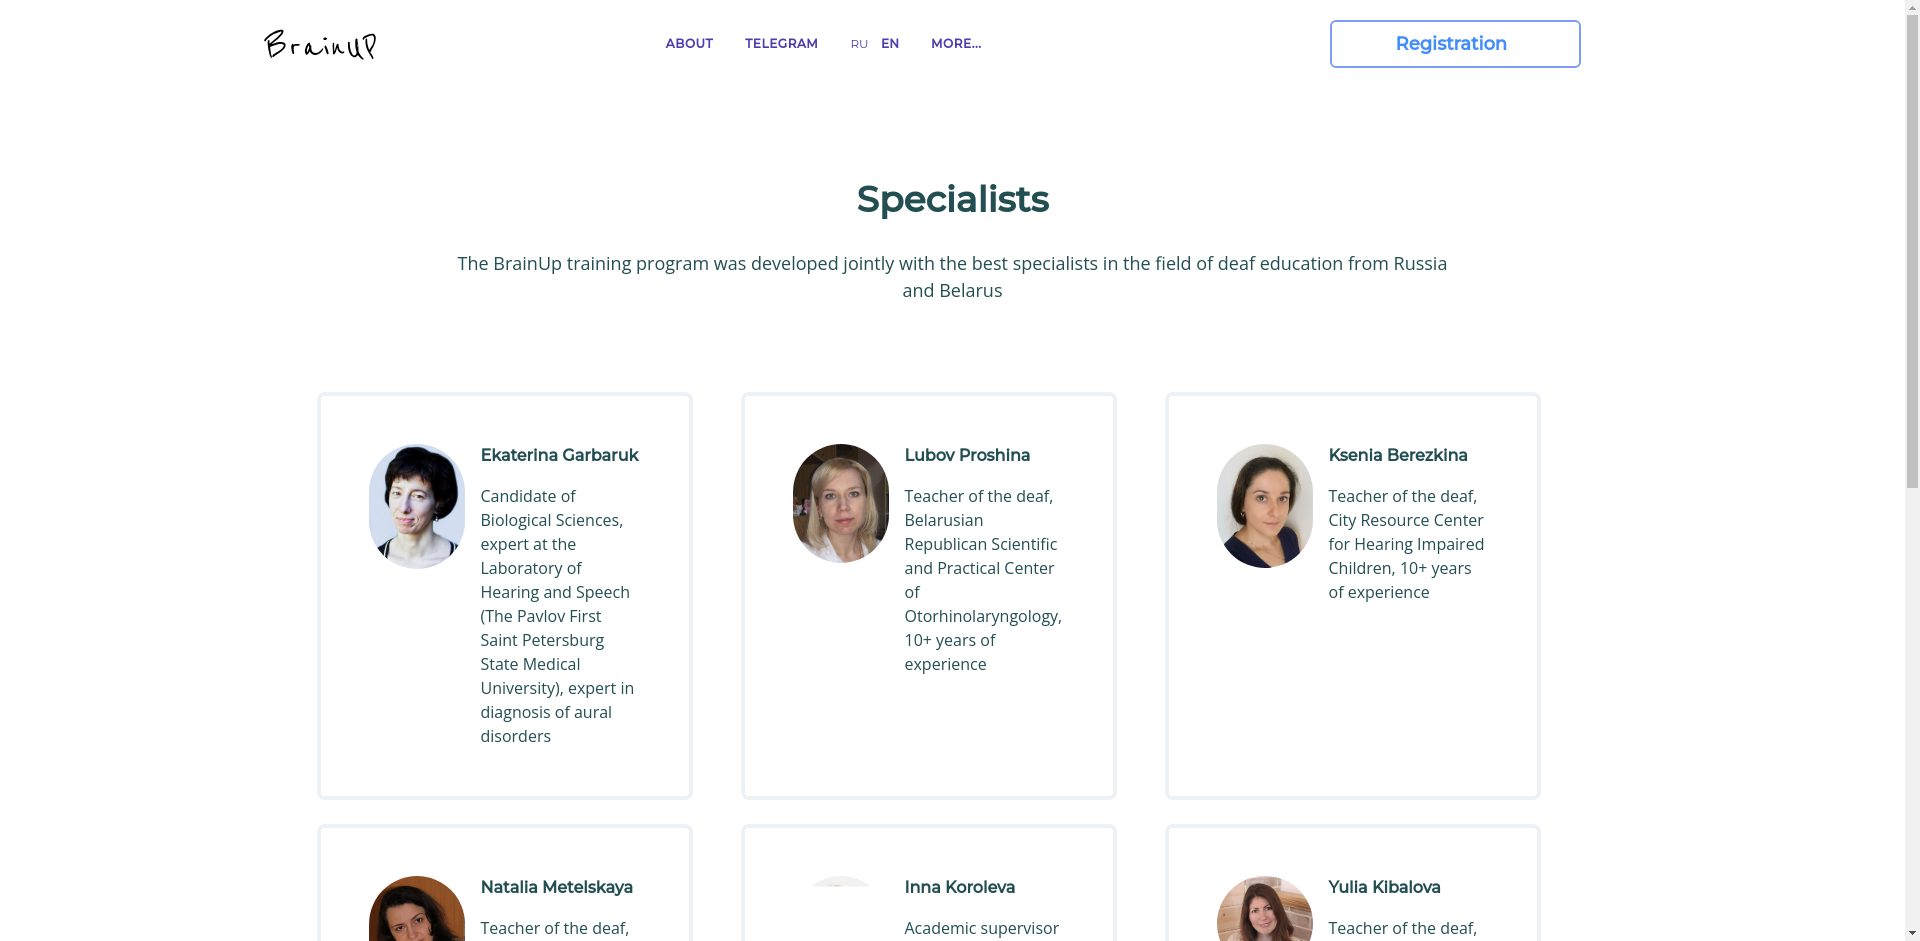 BrainUP
ABOUT
TELEGRAM
RU
EN
MORE...
Registration
Specialists
The BrainUp training program was developed jointly with the best specialists in the field of deaf education from Russia
and Belarus
Ekaterina Garbaruk
Candidate of
Biological Sciences,
expert at the
Laboratory of
Hearing and Speech
(The Pavlov First
Saint Petersburg
State Medical
University), expert in
diagnosis of aural
disorders
Lubov Proshina
Teacher of the deaf,
Belarusian
Republican Scientific
and Practical Center
of
Otorhinolaryngology,
10+ years of
experience
Ksenia Berezkina
Teacher of the deaf,
City Resource Center
for Hearing Impaired
Children, 10+ years
of experience
Natalia Metelskaya
Teacher of the deaf,
Inna Koroleva
Academic supervisor
Yulia Kibalova
Teacher of the deaf,